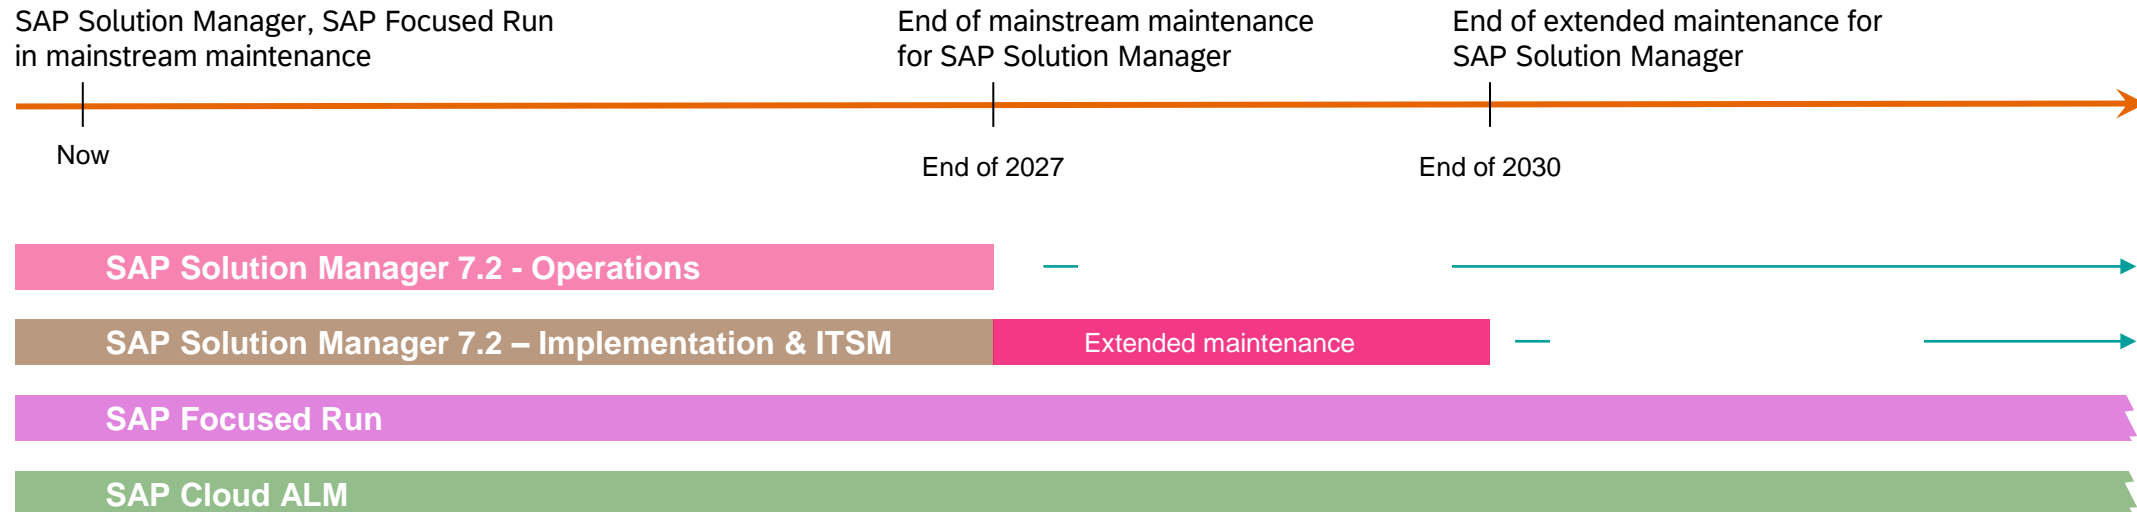 SAP Solution Manager, SAP Focused Run
in mainstream maintenance
End of mainstream maintenance
for SAP Solution Manager
End of extended maintenance for
SAP Solution Manager
Now
End of 2027
End of 2030
SAP Solution Manager 7.2 - Operations
SAP Solution Manager 7.2 – Implementation & ITSM
Extended maintenance
SAP Focused Run
SAP Cloud ALM